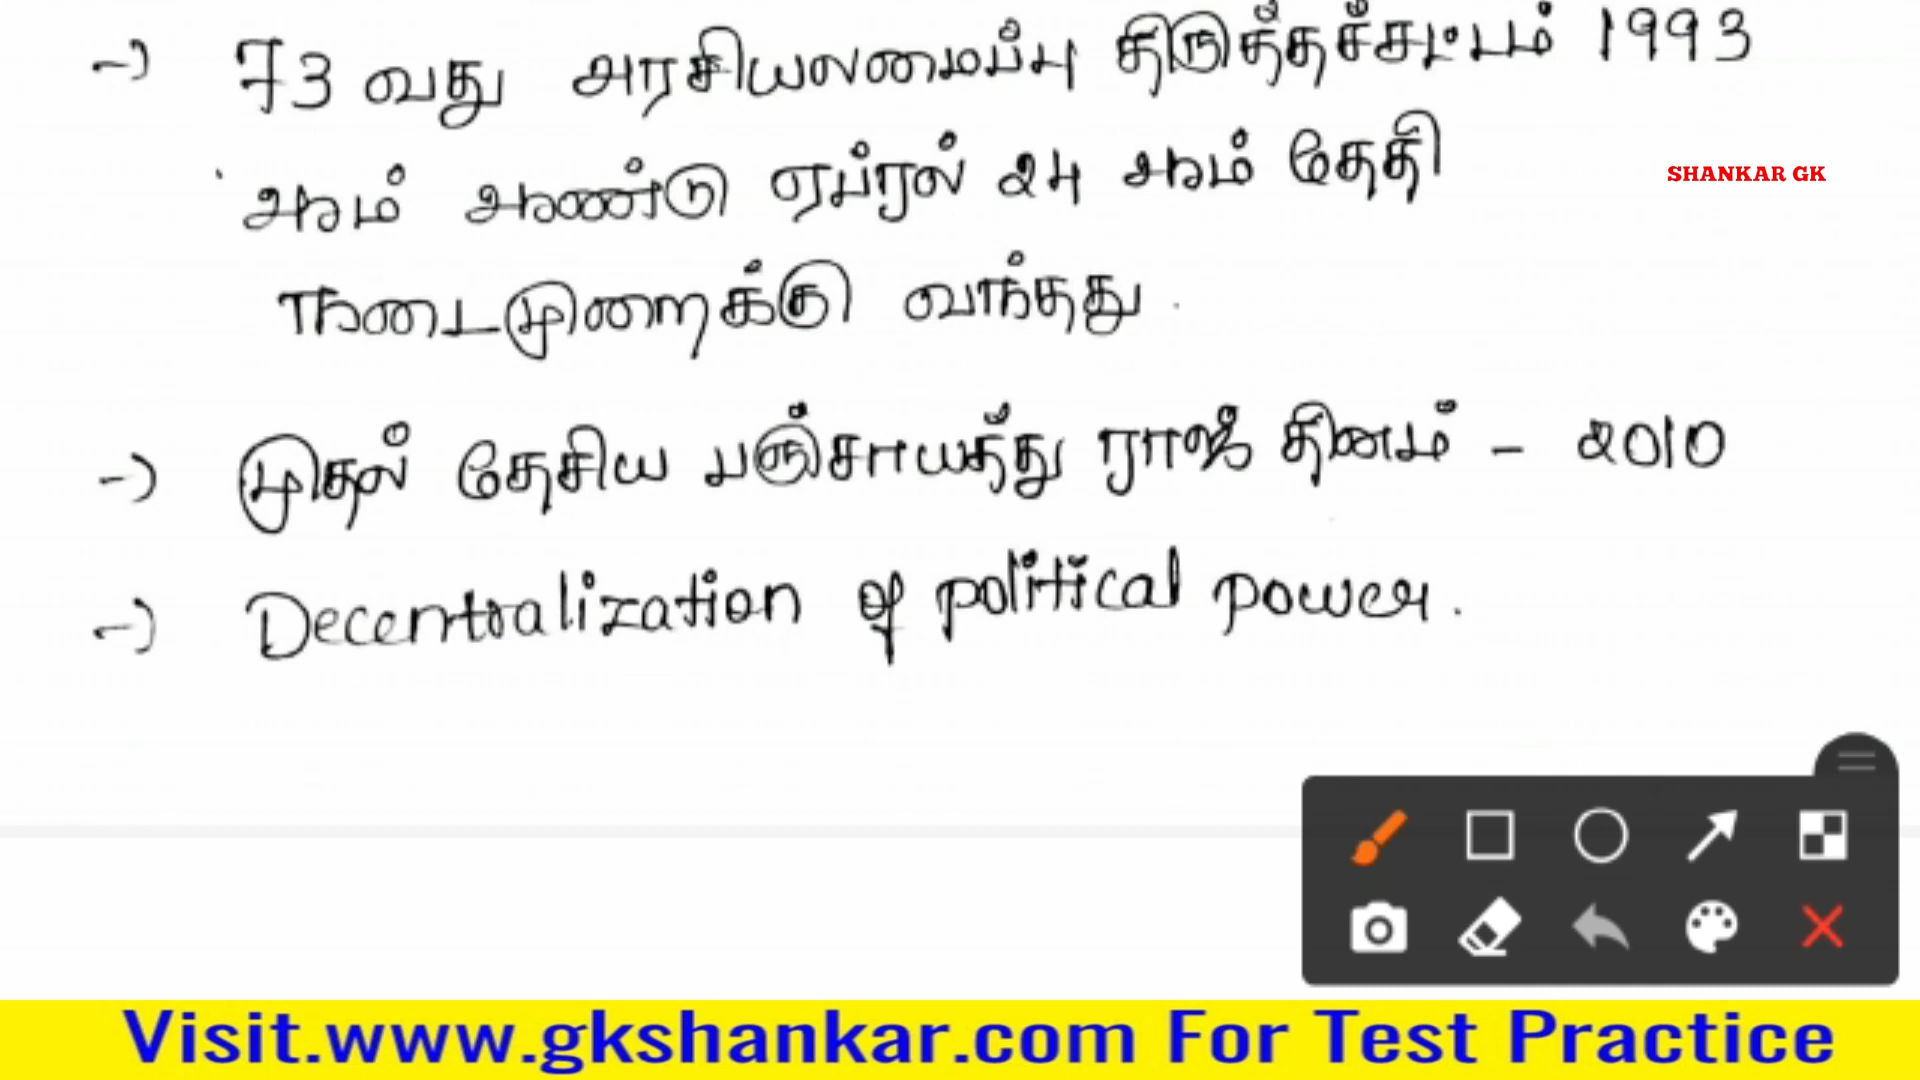 -> 73 வது அரசியலமைப்பு திருத்தச்சட்டம் 1993
ஆம் ஆண்டு ஏப்ரல் 24 ஆம் தேதி
SHANKAR GK
நடைமுறைக்கு வந்தது.
-> முதல் தேசிய பஞ்சாயத்து ராஜ் தினம் - 2010
-> Decentralization of political power.
Visit.www.gkshankar.com For Test Practice